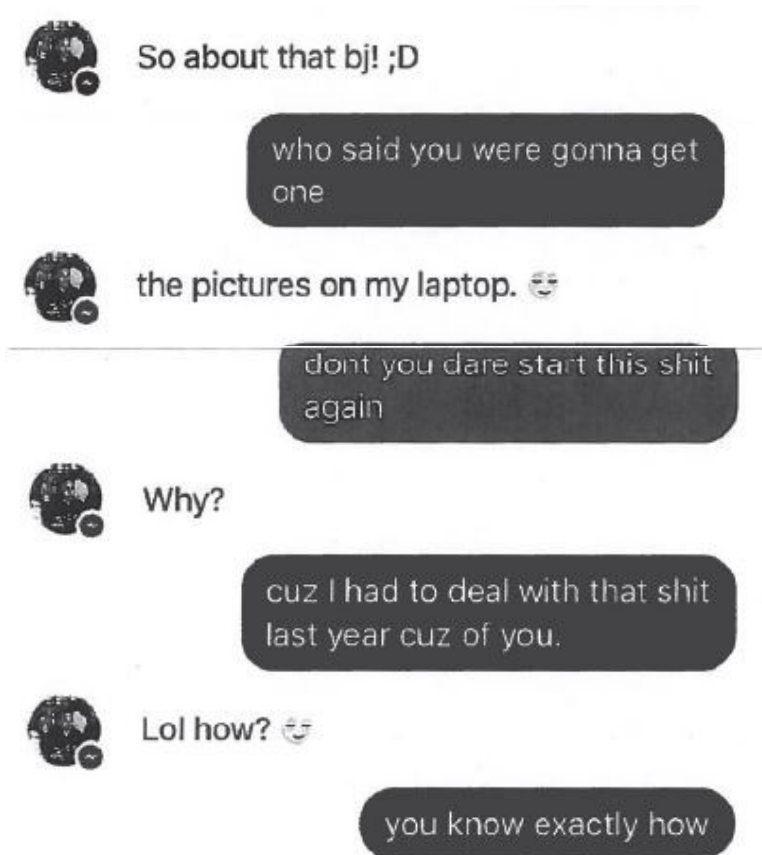 So about that bj! ;D
who said you were gonna get
one
the pictures on my laptop. 😌
dont you dare start this shit
again
Why?
cuz I had to deal with that shit
last year cuz of you.
Lol how? 😌
you know exactly how